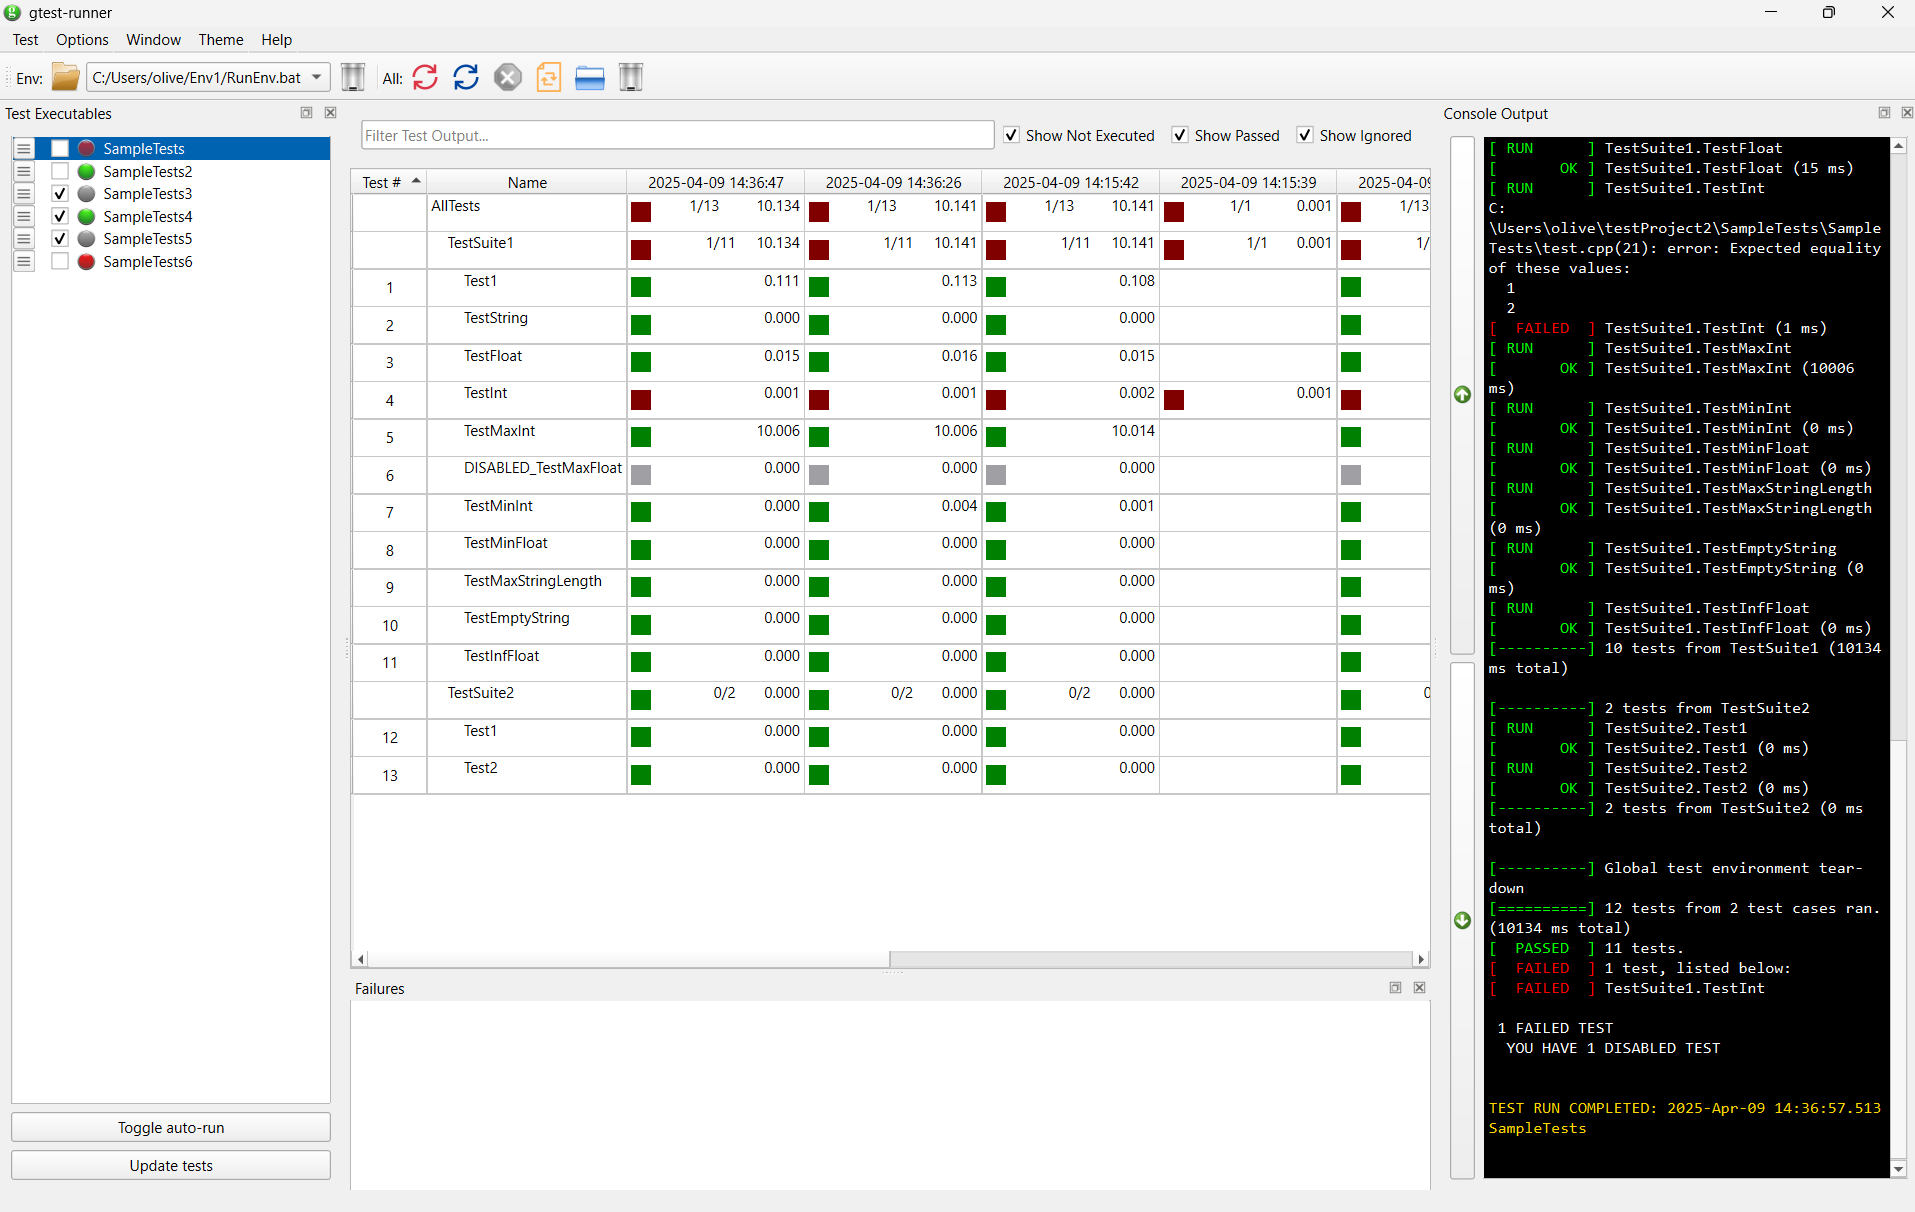 gtest-runner
Test Options Window Theme Help
Env: C:/Users/olive/Env1/RunEnv.bat All:
Test Executables
SampleTests
SampleTests2
SampleTests3
SampleTests4
SampleTests5
SampleTests6
Toggle auto-run
Update tests
Filter Test Output... Show Not Executed Show Passed Show Ignored
Test # Name 2025-04-09 14:36:47 2025-04-09 14:36:26 2025-04-09 14:15:42 2025-04-09 14:15:39 2025-04-09
AllTests 1/13 10.134 1/13 10.141 1/13 10.141 1/1 0.001 1/13
TestSuite1 1/11 10.134 1/11 10.141 1/11 10.141 1/1 0.001 1/
1 Test1 0.111 0.113 0.108
2 TestString 0.000 0.000 0.000
3 TestFloat 0.015 0.016 0.015
4 TestInt 0.001 0.001 0.002 0.001
5 TestMaxInt 10.006 10.006 10.014
6 DISABLED_TestMaxFloat 0.000 0.000 0.000
7 TestMinInt 0.000 0.004 0.001
8 TestMinFloat 0.000 0.000 0.000
9 TestMaxStringLength 0.000 0.000 0.000
10 TestEmptyString 0.000 0.000 0.000
11 TestInfFloat 0.000 0.000 0.000
TestSuite2 0/2 0.000 0/2 0.000 0/2 0.000 0
12 Test1 0.000 0.000 0.000
13 Test2 0.000 0.000 0.000
Failures
Console Output
[ RUN      ] TestSuite1.TestFloat
[       OK ] TestSuite1.TestFloat (15 ms)
[ RUN      ] TestSuite1.TestInt
C:
\Users\olive\testProject2\SampleTests\Sample
Tests\test.cpp(21): error: Expected equality
of these values:
1
2
[  FAILED  ] TestSuite1.TestInt (1 ms)
[ RUN      ] TestSuite1.TestMaxInt
[       OK ] TestSuite1.TestMaxInt (10006
ms)
[ RUN      ] TestSuite1.TestMinInt
[       OK ] TestSuite1.TestMinInt (0 ms)
[ RUN      ] TestSuite1.TestMinFloat
[       OK ] TestSuite1.TestMinFloat (0 ms)
[ RUN      ] TestSuite1.TestMaxStringLength
[       OK ] TestSuite1.TestMaxStringLength
(0 ms)
[ RUN      ] TestSuite1.TestEmptyString
[       OK ] TestSuite1.TestEmptyString (0
ms)
[ RUN      ] TestSuite1.TestInfFloat
[       OK ] TestSuite1.TestInfFloat (0 ms)
[----------] 10 tests from TestSuite1 (10134
ms total)
[----------] 2 tests from TestSuite2
[ RUN      ] TestSuite2.Test1
[       OK ] TestSuite2.Test1 (0 ms)
[ RUN      ] TestSuite2.Test2
[       OK ] TestSuite2.Test2 (0 ms)
[----------] 2 tests from TestSuite2 (0 ms
total)
[----------] Global test environment tear-
down
[==========] 12 tests from 2 test cases ran.
(10134 ms total)
[  PASSED  ] 11 tests.
[  FAILED  ] 1 test, listed below:
[  FAILED  ] TestSuite1.TestInt
1 FAILED TEST
YOU HAVE 1 DISABLED TEST
TEST RUN COMPLETED: 2025-Apr-09 14:36:57.513
SampleTests